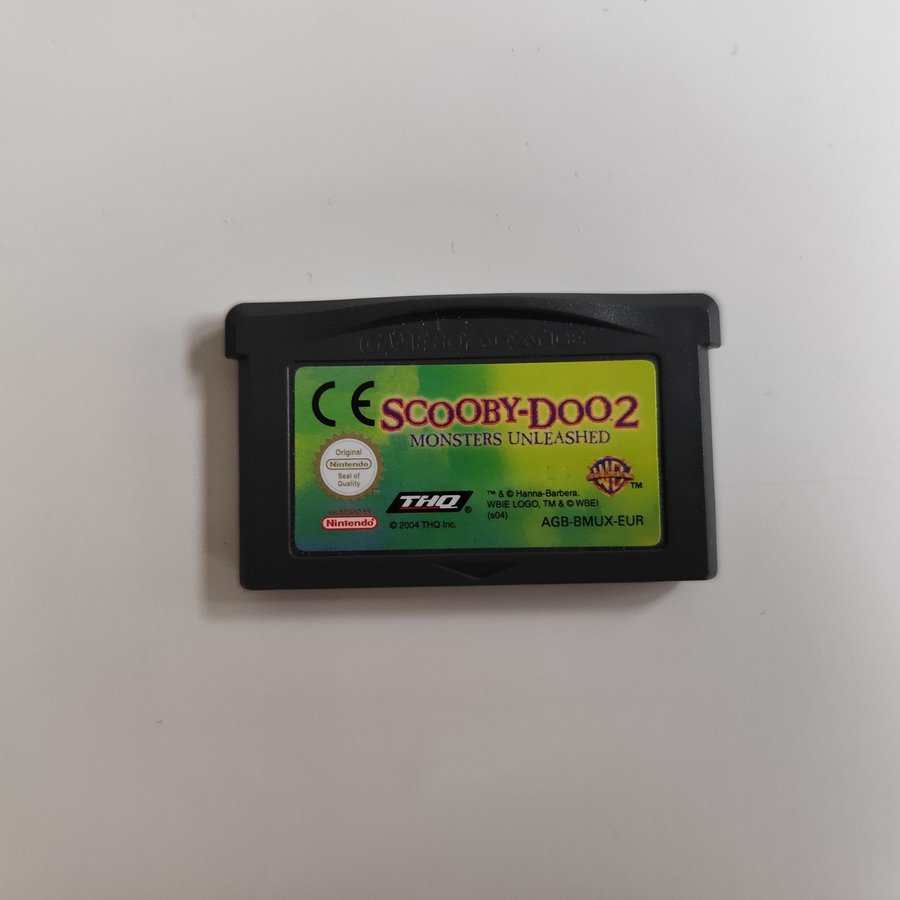 GAME BOY ADVANCE
CE
SCOOBY-DOO 2
MONSTERS UNLEASHED
Original
Nintendo
Seal of
Quality
WB
TM
THQ®
™ & © Hanna-Barbera.
WBIE LOGO, TM & © WBEI
(s04)
Nintendo®
© 2004 THQ Inc.
AGB-BMUX-EUR